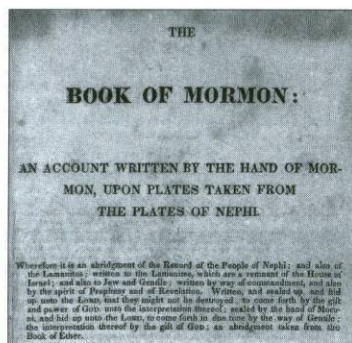 THE
BOOK OF MORMON:
AN ACCOUNT WRITTEN BY THE HAND OF MOR-
MON, UPON PLATES TAKEN FROM
THE PLATES OF NEPHI.
Wherefore it is an abridgment of the Record of the People of Nephi; and also of
the Lamanites; written to the Lamanites, which are a remnant of the House of
Israel; and also to Jew and Gentile; written by way of commandment, and also
by the spirit of Prophesy and of Revelation. Written, and sealed up, and hid
up unto the LORD, that they might not be destroyed; to come forth by the gift
and power of GOD, unto the interpretation thereof; sealed by the hand of Moro-
ni, and hid up unto the LORD, to come forth in due time by the way of Gentile;
the interpretation thereof by the gift of GOD; an abridgment taken from the
Book of Ether.